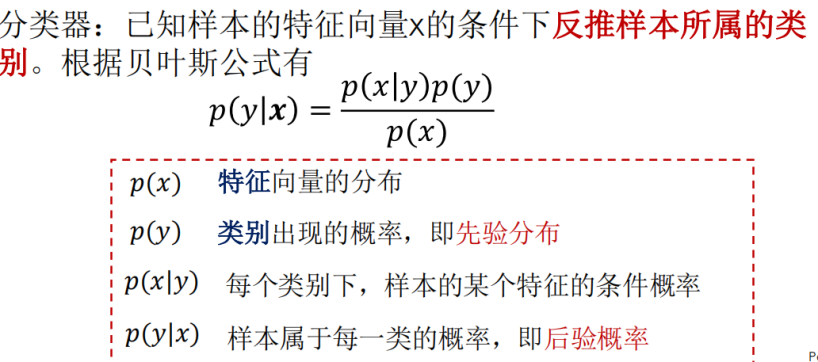 分类器：已知样本的特征向量x的条件下反推样本所属的类
别。根据贝叶斯公式有
p(y|x) = p(x|y)p(y) / p(x)
p(x) 特征向量的分布
p(y) 类别出现的概率，即先验分布
p(x|y) 每个类别下，样本的某个特征的条件概率
p(y|x) 样本属于每一类的概率，即后验概率